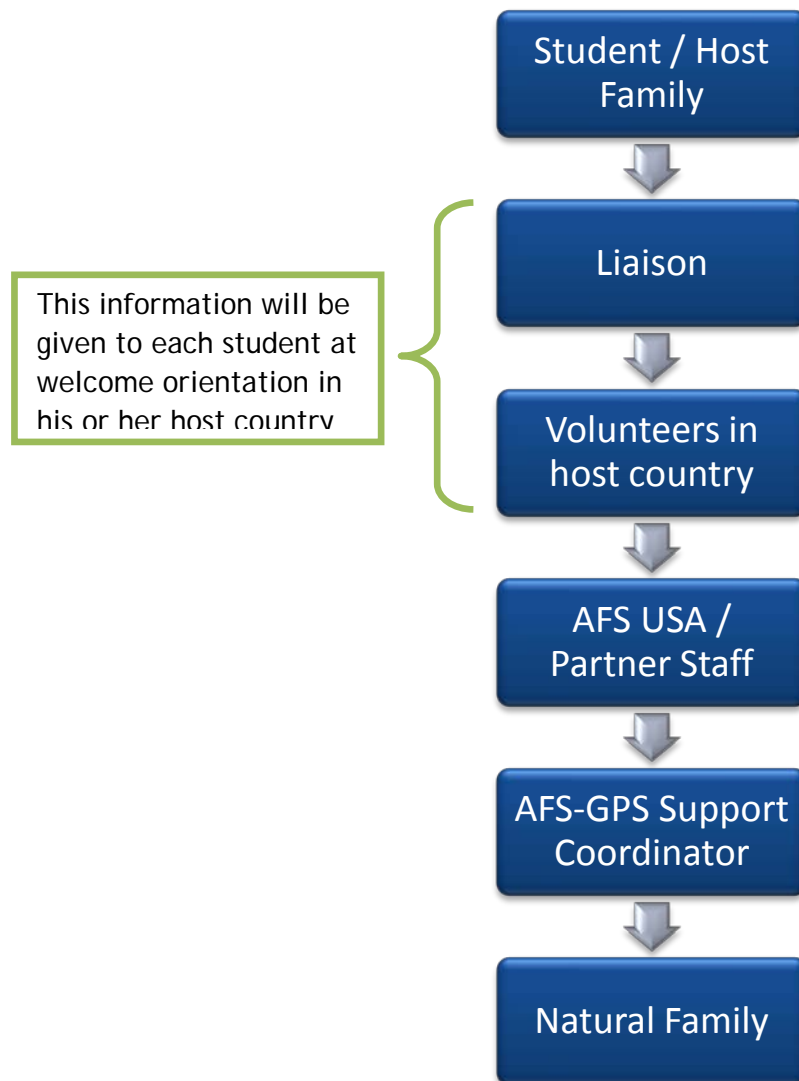 Student / Host
Family
Liaison
This information will be
given to each student at
welcome orientation in
his or her host country
Volunteers in
host country
AFS USA /
Partner Staff
AFS-GPS Support
Coordinator
Natural Family